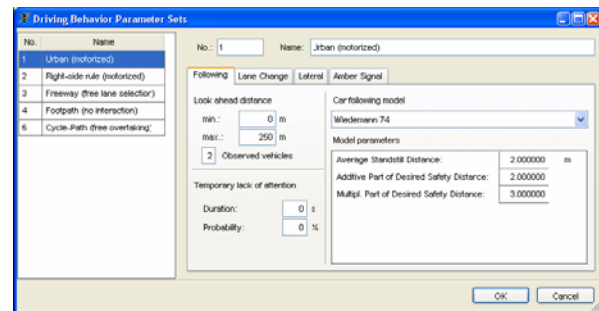 Driving Behavior Parameter Sets
No. Name
1 Urban (motorized)
2 Right-side rule (motorized)
3 Freeway (free lane selection)
4 Footpath (no interaction)
6 Cycle-Path (free overtaking)
No.: 1 Name: Urban (motorized)
Following Lane Change Lateral Amber Signal
Look ahead distance
min.: 0 m
max.: 250 m
2 Observed vehicles
Temporary lack of attention
Duration: 0 s
Probability: 0 %
Car following model
Wiedemann 74
Model parameters
Average Standstill Distance: 2.000000 m
Additive Part of Desired Safety Distance: 2.000000
Multipl. Part of Desired Safety Distance: 3.000000
OK Cancel